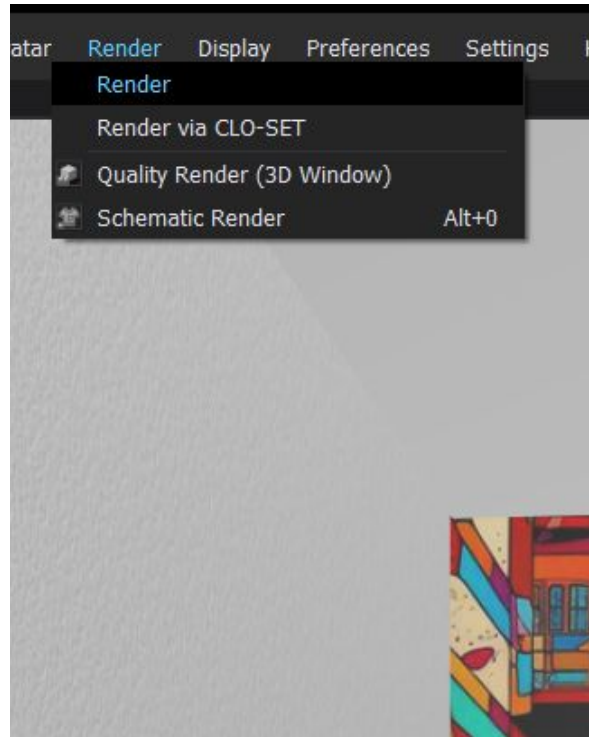 atar Render Display Preferences Settings
Render
Render via CLO-SET
Quality Render (3D Window)
Schematic Render Alt+0